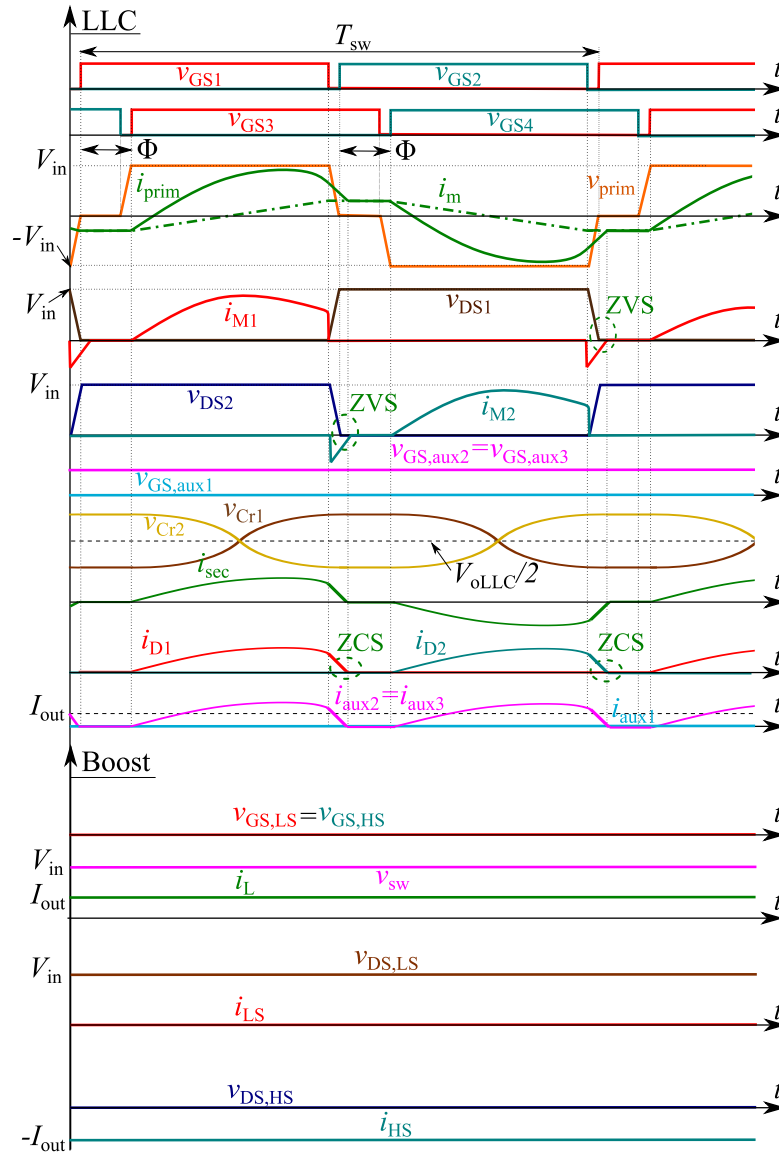 LLC
T_sw
v_GS1 v_GS2 t
v_GS3 v_GS4 t
Φ Φ
V_in i_prim i_m v_prim t
-V_in
V_in i_M1 v_DS1 ZVS t
V_in v_DS2 ZVS i_M2 t
v_GS,aux2=v_GS,aux3
v_GS,aux1 t
v_Cr2 v_Cr1
i_sec V_oLLC/2 t
i_D1 ZCS i_D2 ZCS t
I_out i_aux2=i_aux3 i_aux1 t
Boost
v_GS,LS=v_GS,HS t
V_in v_sw
I_out i_L t
V_in v_DS,LS
i_LS t
v_DS,HS t
-I_out i_HS